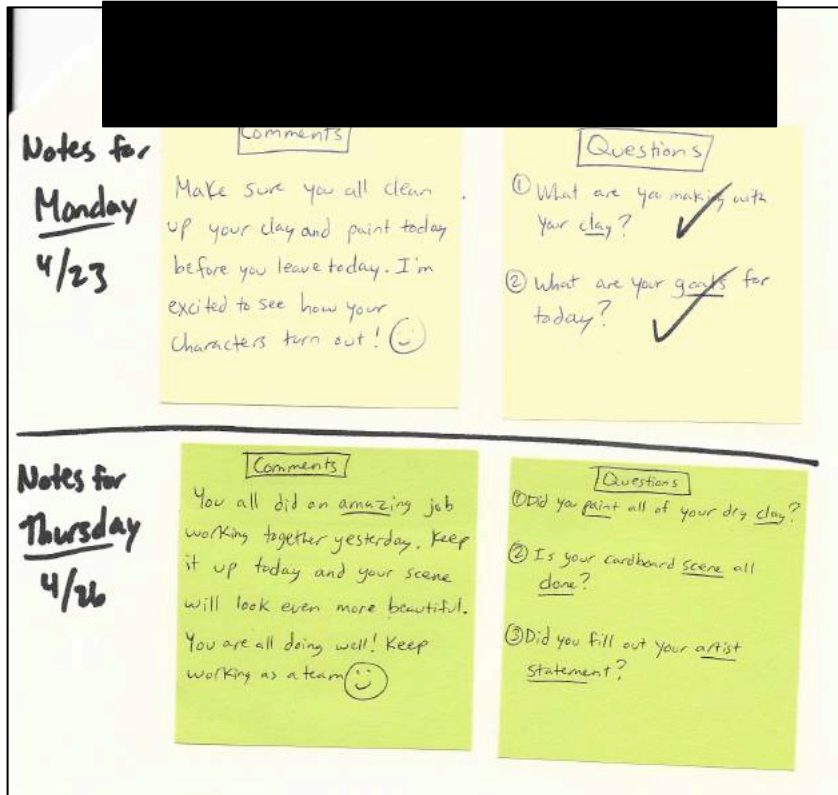 Notes for
Monday
4/23
Comments
Make sure you all clean
up your clay and paint today
before you leave today. I'm
excited to see how your
characters turn out!
Questions
① What are you making with
your clay?
② What are your goals for
today?
Notes for
Thursday
4/26
Comments
You all did an amazing job
working together yesterday. Keep
it up today and your scene
will look even more beautiful.
You are all doing well! Keep
working as a team
Questions
① Did you paint all of your dry clay?
② Is your cardboard scene all
done?
③ Did you fill out your artist
statement?